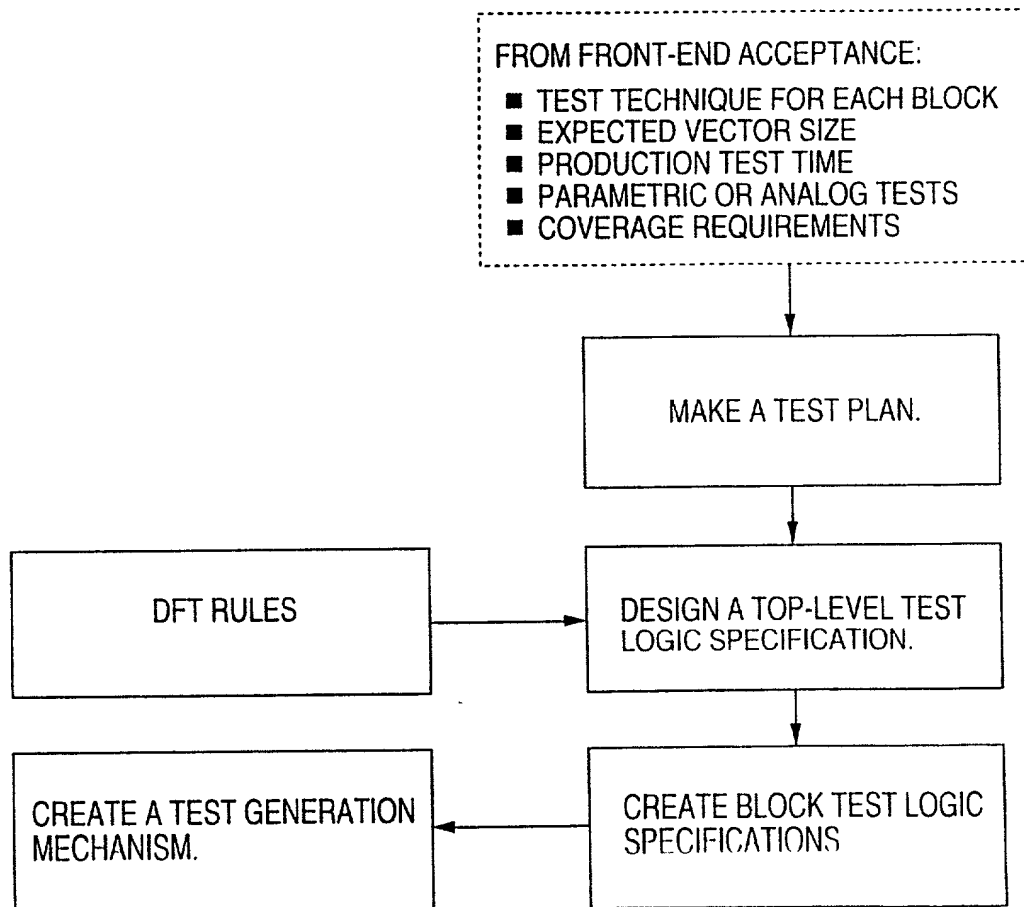 FROM FRONT-END ACCEPTANCE:
■ TEST TECHNIQUE FOR EACH BLOCK
■ EXPECTED VECTOR SIZE
■ PRODUCTION TEST TIME
■ PARAMETRIC OR ANALOG TESTS
■ COVERAGE REQUIREMENTS
MAKE A TEST PLAN.
DFT RULES
DESIGN A TOP-LEVEL TEST
LOGIC SPECIFICATION.
CREATE BLOCK TEST LOGIC
SPECIFICATIONS
CREATE A TEST GENERATION
MECHANISM.